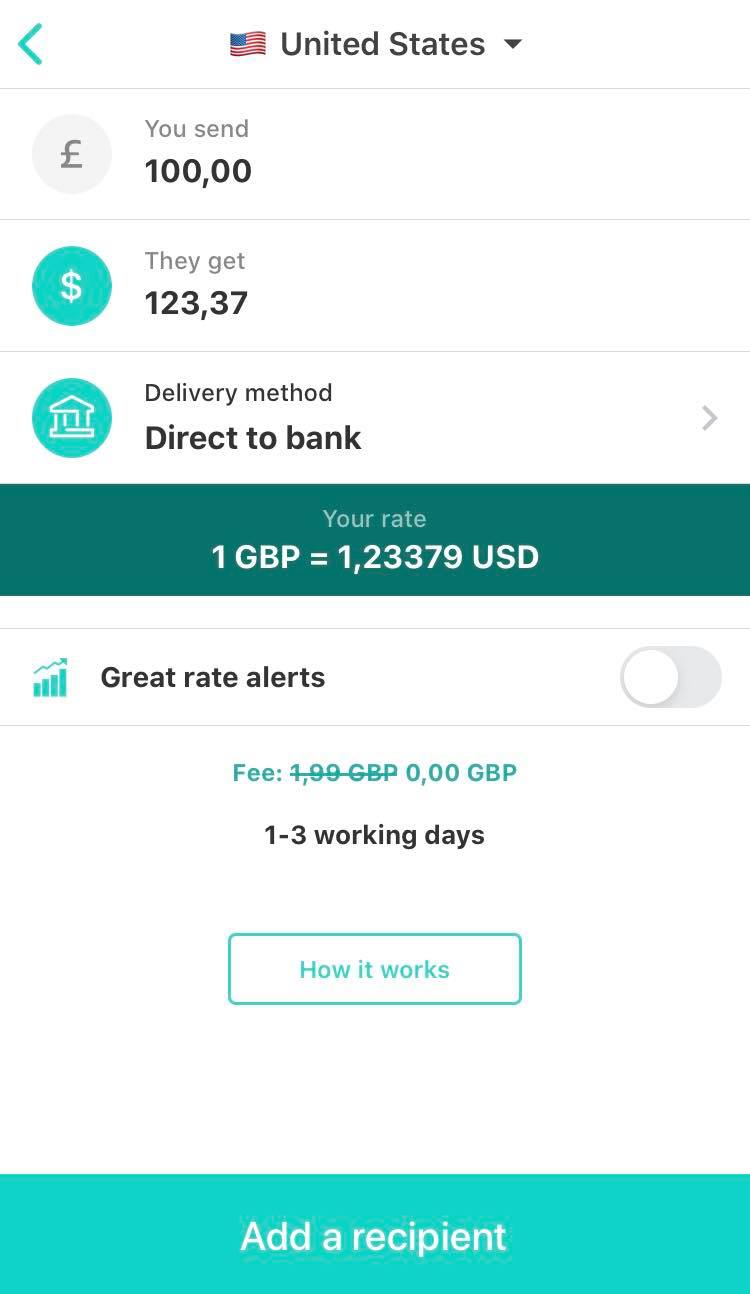 United States
£
You send
100,00
$
They get
123,37
Delivery method
Direct to bank
Your rate
1 GBP = 1,23379 USD
Great rate alerts
Fee: 1,99 GBP 0,00 GBP
1-3 working days
How it works
Add a recipient